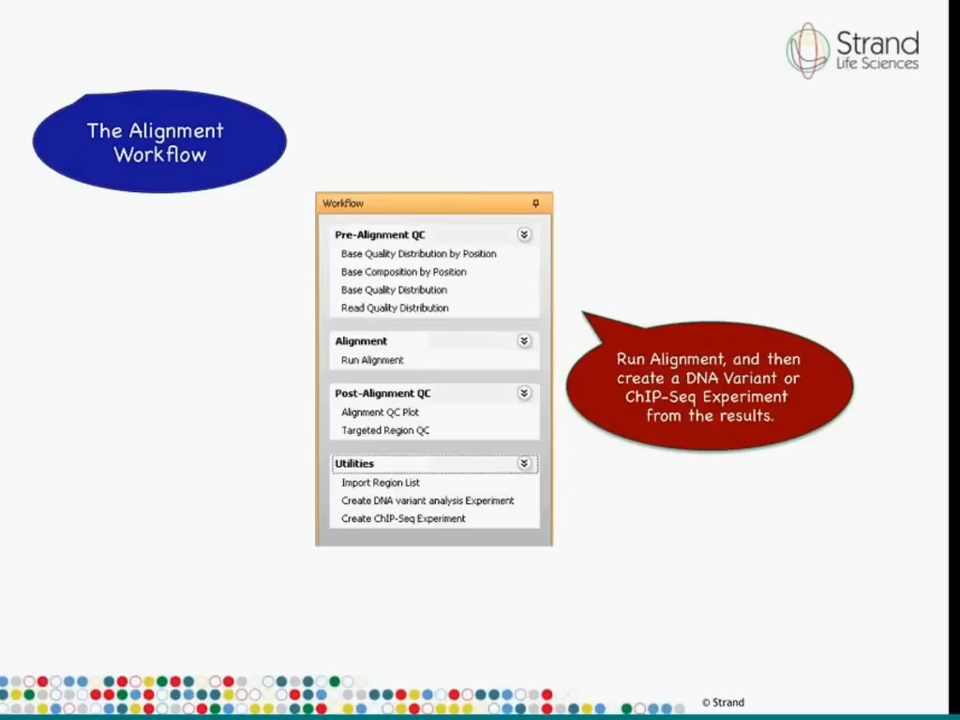 Strand
Life Sciences
The Alignment
Workflow
Workflow
Pre-Alignment QC
Base Quality Distribution by Position
Base Composition by Position
Base Quality Distribution
Read Quality Distribution
Alignment
Run Alignment
Post-Alignment QC
Alignment QC Plot
Targeted Region QC
Utilities
Import Region List
Create DNA variant analysis Experiment
Create ChIP-Seq Experiment
Run Alignment, and then
create a DNA Variant or
ChIP-Seq Experiment
from the results.
© Strand